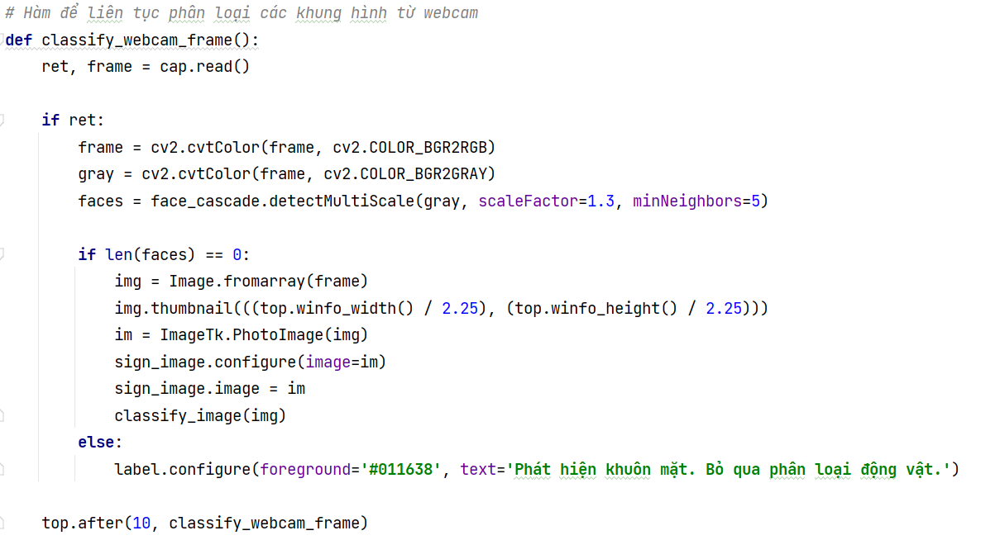 # Hàm để liên tục phân loại các khung hình từ webcam
def classify_webcam_frame():
    ret, frame = cap.read()
    if ret:
        frame = cv2.cvtColor(frame, cv2.COLOR_BGR2RGB)
        gray = cv2.cvtColor(frame, cv2.COLOR_BGR2GRAY)
        faces = face_cascade.detectMultiScale(gray, scaleFactor=1.3, minNeighbors=5)
        if len(faces) == 0:
            img = Image.fromarray(frame)
            img.thumbnail(((top.winfo_width() / 2.25), (top.winfo_height() / 2.25)))
            im = ImageTk.PhotoImage(img)
            sign_image.configure(image=im)
            sign_image.image = im
            classify_image(img)
        else:
            label.configure(foreground='#011638', text='Phát hiện khuôn mặt. Bỏ qua phân loại động vật.')
    top.after(10, classify_webcam_frame)